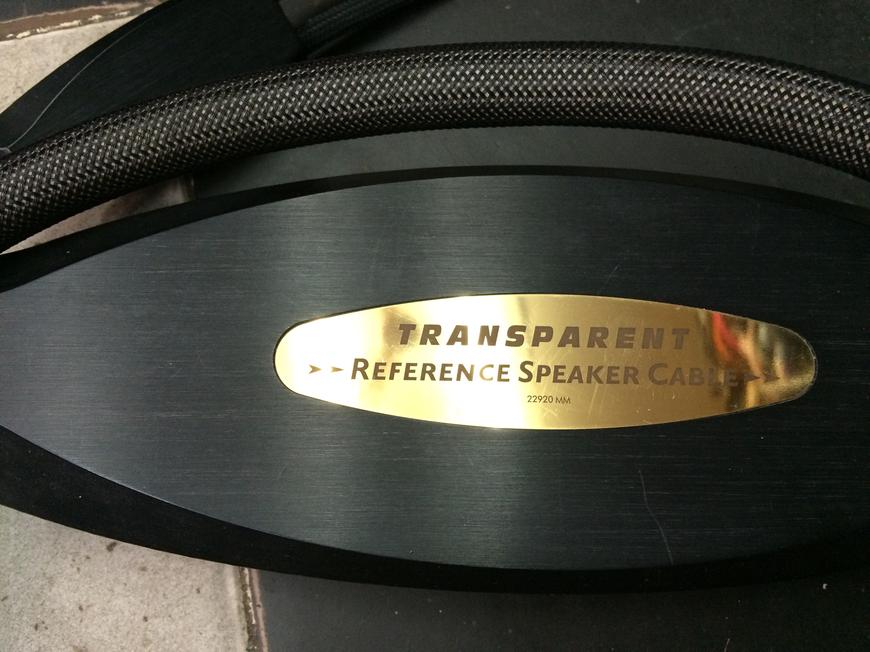 TRANSPARENT
REFERENCE SPEAKER CABLE
22920 MM